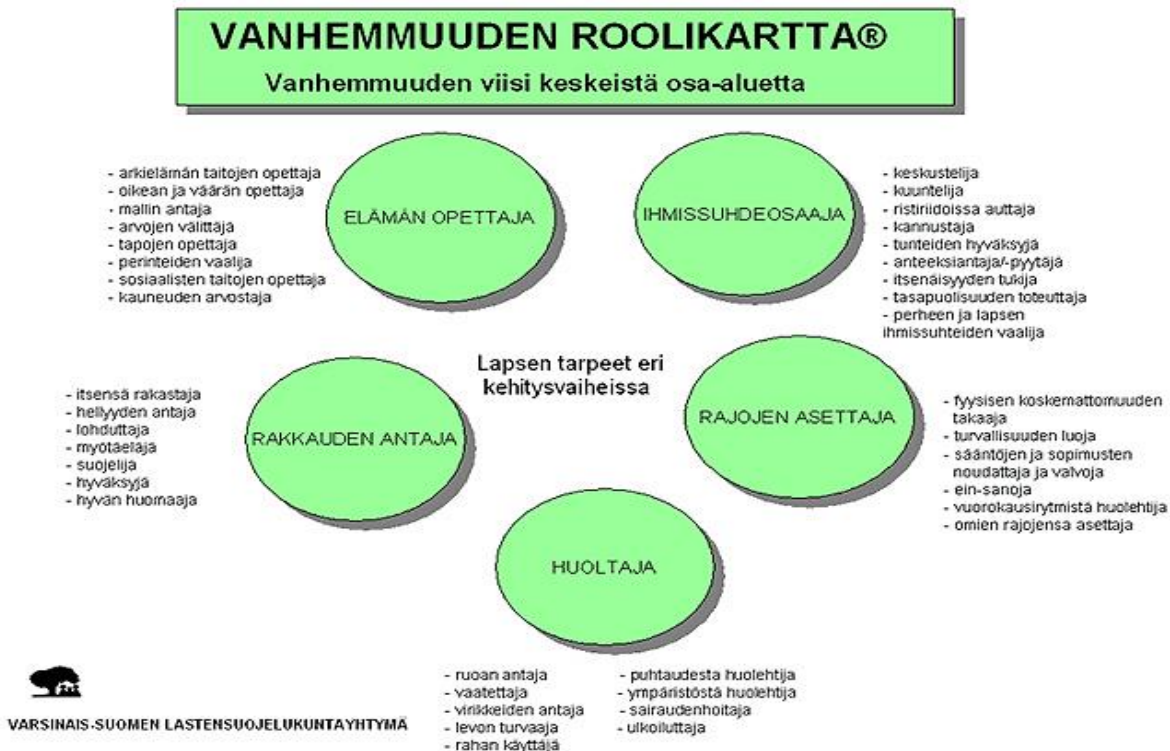 VANHEMMUUDEN ROOLIKARTTA®
Vanhemmuuden viisi keskeistä osa-aluetta
ELÄMÄN OPETTAJA
- arkielämän taitojen opettaja
- oikean ja väärän opettaja
- mallin antaja
- arvojen välittäjä
- tapojen opettaja
- perinteiden vaalija
- sosiaalisten taitojen opettaja
- kauneuden arvostaja
IHMISSUHDEOSAAJA
- keskustelija
- kuuntelija
- ristiriidoissa auttaja
- kannustaja
- tunteiden hyväksyjä
- anteeksiantaja/-pyytäjä
- itsenäisyyden tukija
- tasapuolisuuden toteuttaja
- perheen ja lapsen
ihmissuhteiden vaalija
Lapsen tarpeet eri
kehitysvaiheissa
RAKKAUDEN ANTAJA
- itsensä rakastaja
- hellyyden antaja
- lohduttaja
- myötäeläjä
- suojelija
- hyväksyjä
- hyvän huomaaja
RAJOJEN ASETTAJA
- fyysisen koskemattomuuden
takaaja
- turvallisuuden luoja
- sääntöjen ja sopimusten
noudattaja ja valvoja
- ein-sanoja
- vuorokausirytmistä huolehtija
- omien rajojensa asettaja
HUOLTAJA
- ruoan antaja
- vaatettaja
- virikkeiden antaja
- levon turvaaja
- rahan käyttäjä
- puhtaudesta huolehtija
- ympäristöstä huolehtija
- sairaudenhoitaja
- ulkoiluttaja
VARSINAIS-SUOMEN LASTENSUOJELUKUNTAYHTYMÄ